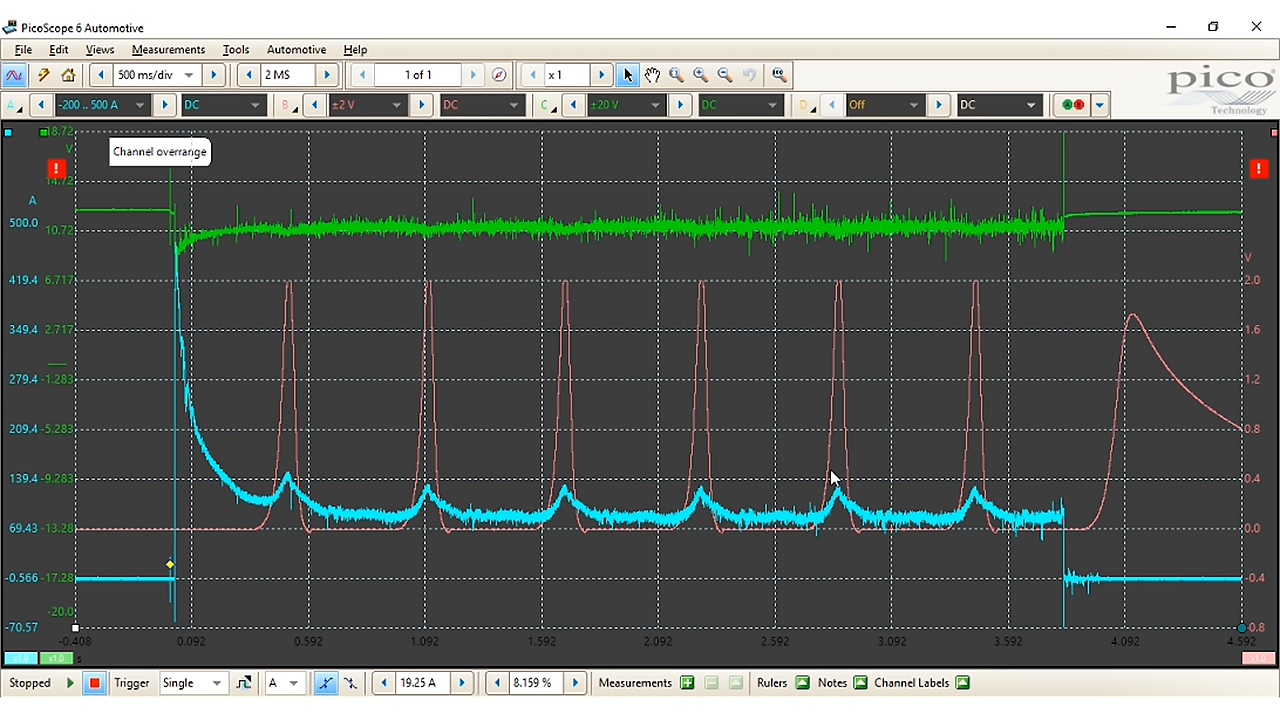 PicoScope 6 Automotive
File Edit Views Measurements Tools Automotive Help
500 ms/div 2 MS 1 of 1 x 1
pico
Technology
A -200 .. 500 A DC B ±2 V DC C ±20 V DC D Off DC
18.72
V
Channel overrange
14.72
A
500.0 10.72
V
419.4 6.717 2.0
349.4 2.717 1.6
279.4 -1.283 1.2
209.4 -5.283 0.8
139.4 -9.283 0.4
69.43 -13.28 0.0
-0.566 -17.28 -0.4
-20.0
-70.57 -0.8
-0.408 0.092 0.592 1.092 1.592 2.092 2.592 3.092 3.592 4.092 4.592
x1.0 x1.0 s x1.0
Stopped Trigger Single A 19.25 A 8.159 % Measurements Rulers Notes Channel Labels